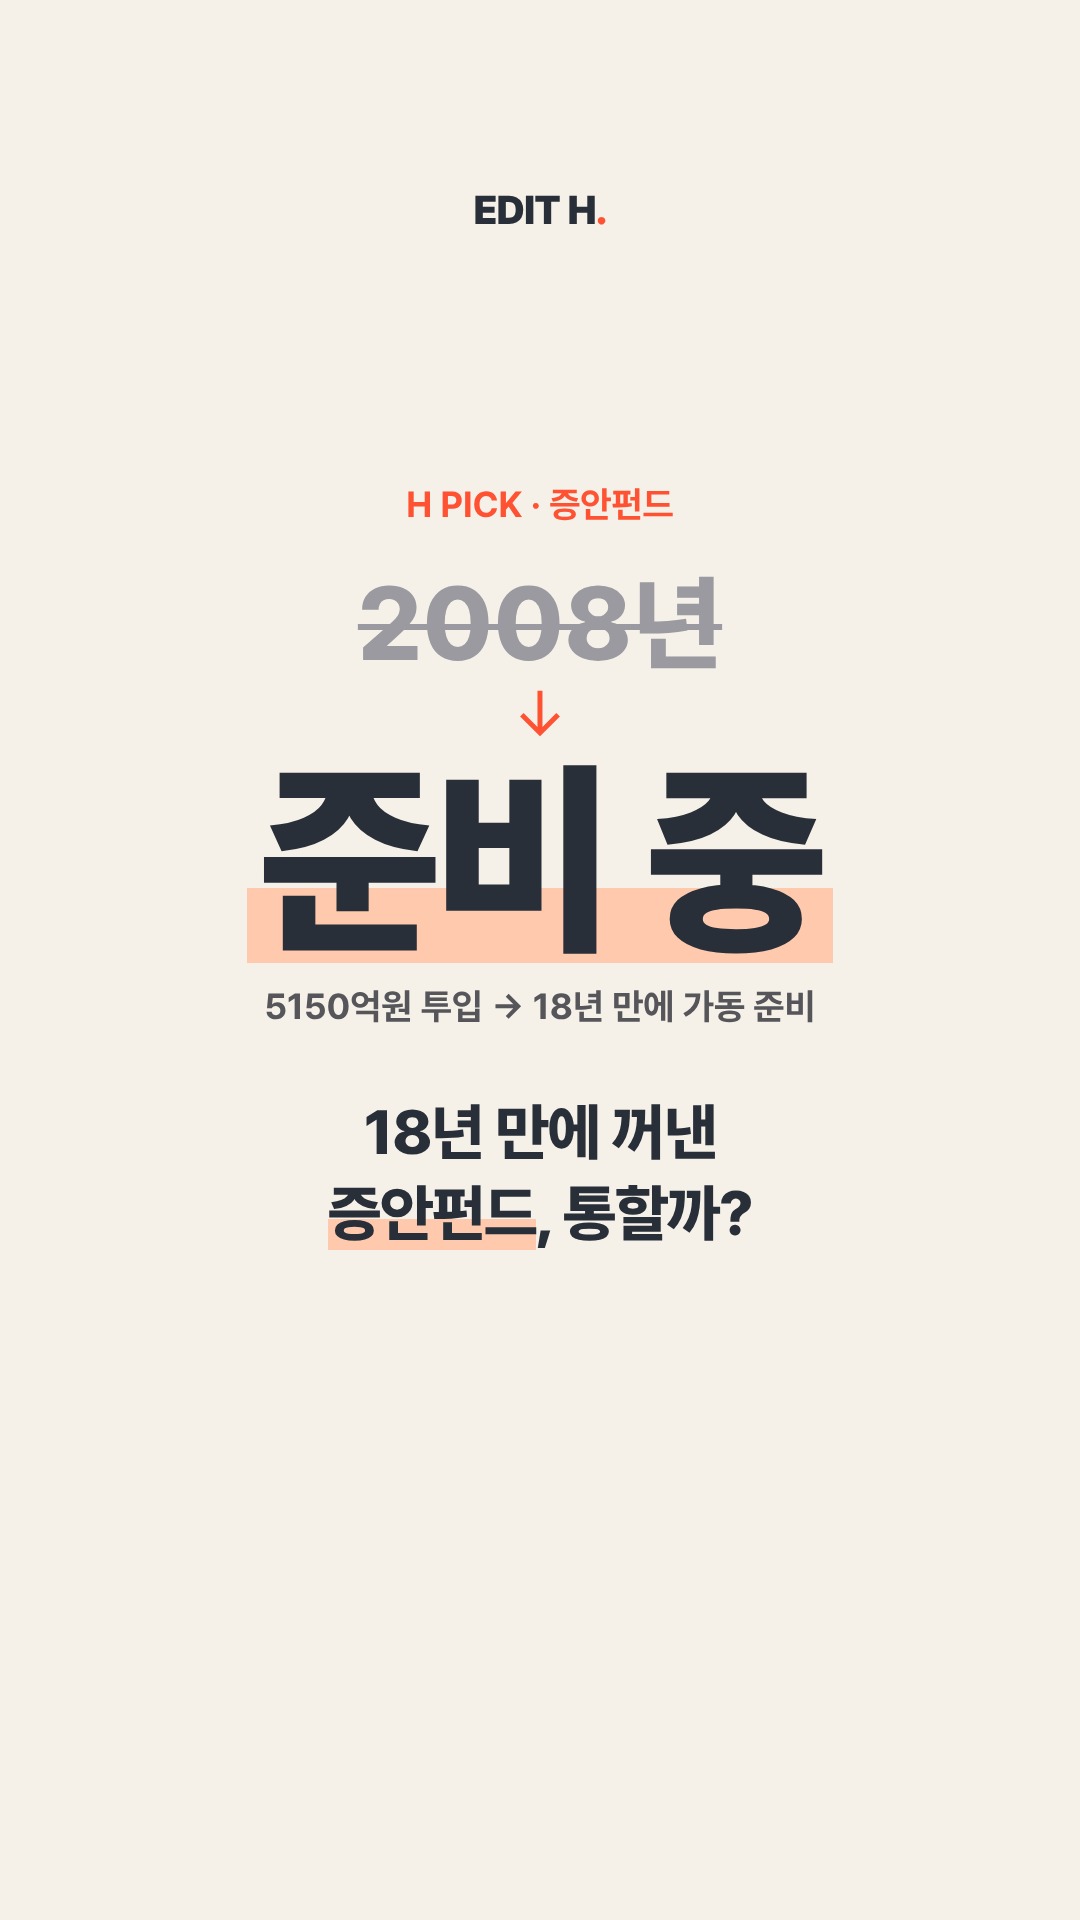 EDIT H.
H PICK · 증안펀드
2008년
↓
준비 중
5150억원 투입 → 18년 만에 가동 준비
18년 만에 꺼낸
증안펀드, 통할까?